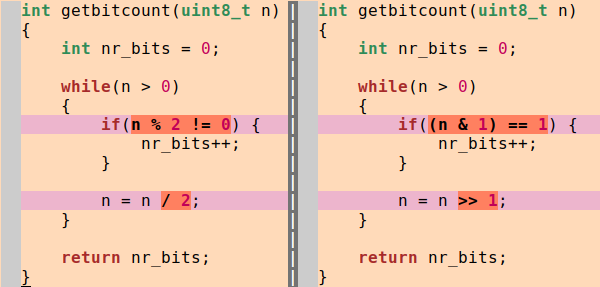 int getbitcount(uint8_t n)
{
    int nr_bits = 0;

    while(n > 0)
    {
        if(n % 2 != 0) {
            nr_bits++;
        }

        n = n / 2;
    }

    return nr_bits;
}
int getbitcount(uint8_t n)
{
    int nr_bits = 0;

    while(n > 0)
    {
        if((n & 1) == 1) {
            nr_bits++;
        }

        n = n >> 1;
    }

    return nr_bits;
}